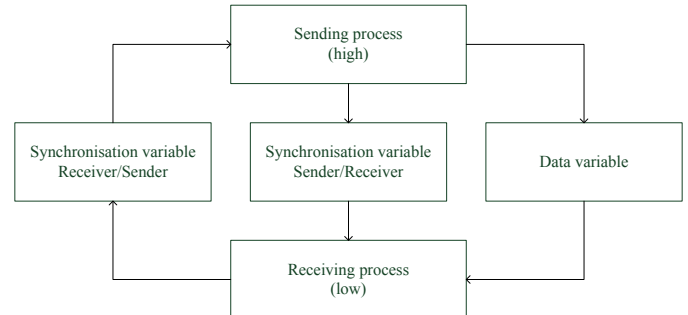 Sending process
(high)
Synchronisation variable
Receiver/Sender
Synchronisation variable
Sender/Receiver
Data variable
Receiving process
(low)